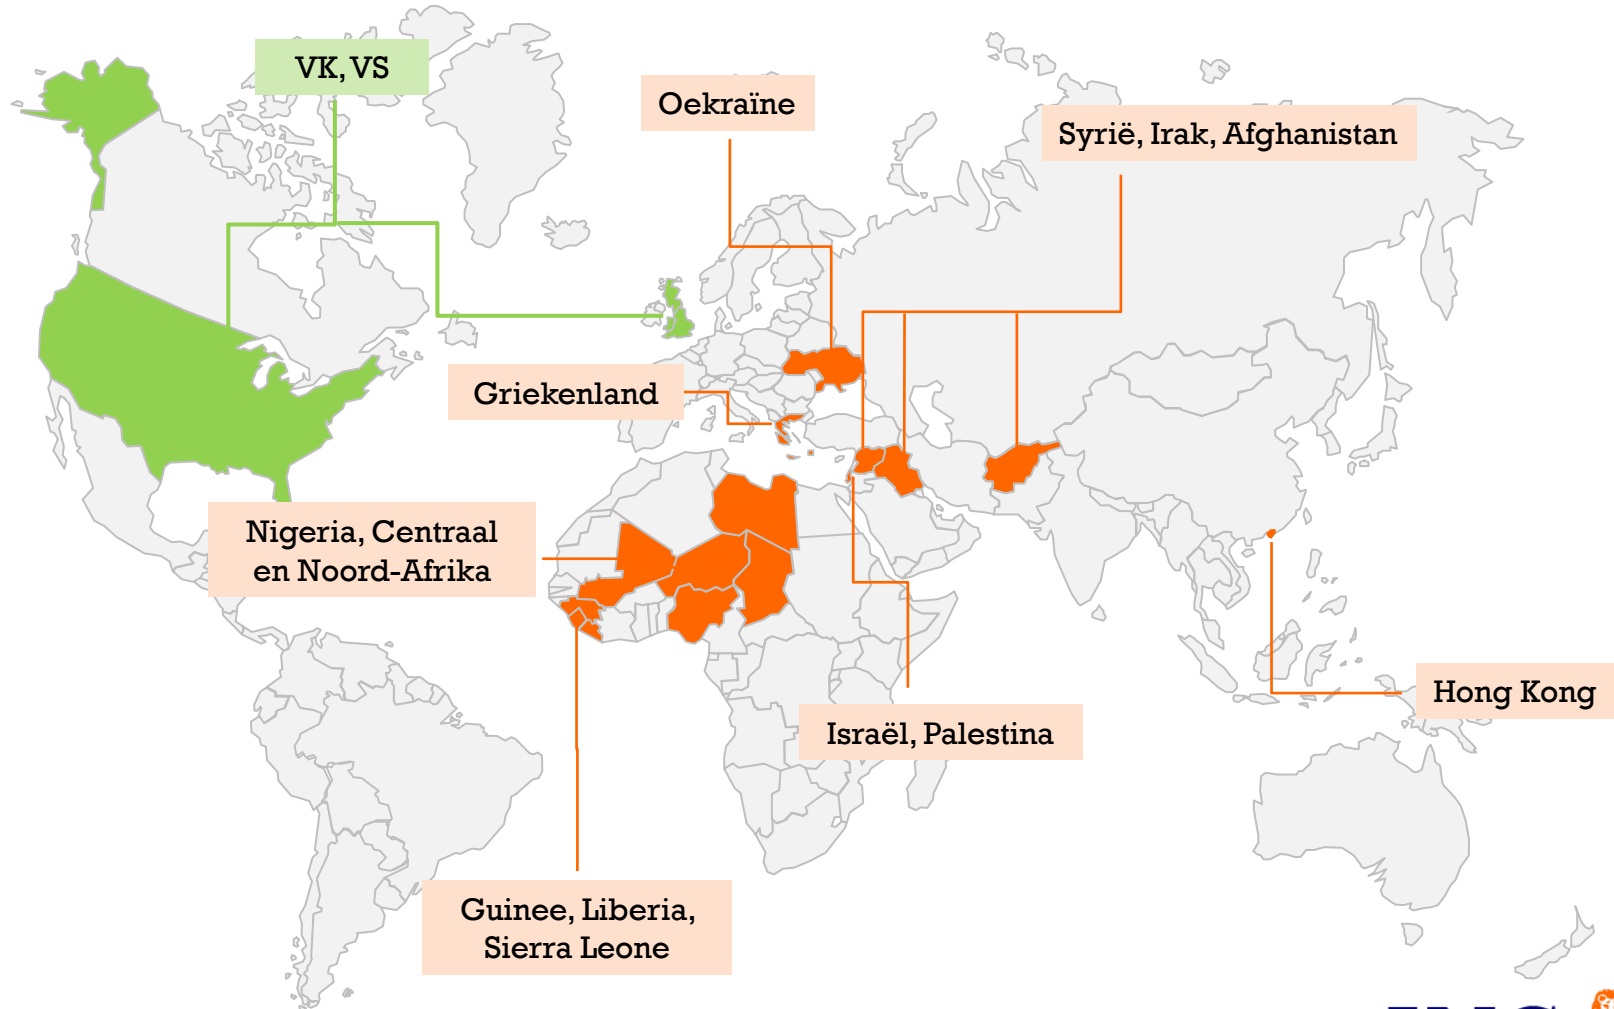 VK, VS
Oekraïne
Syrië, Irak, Afghanistan
Griekenland
Nigeria, Centraal
en Noord-Afrika
Hong Kong
Israël, Palestina
Guinee, Liberia,
Sierra Leone